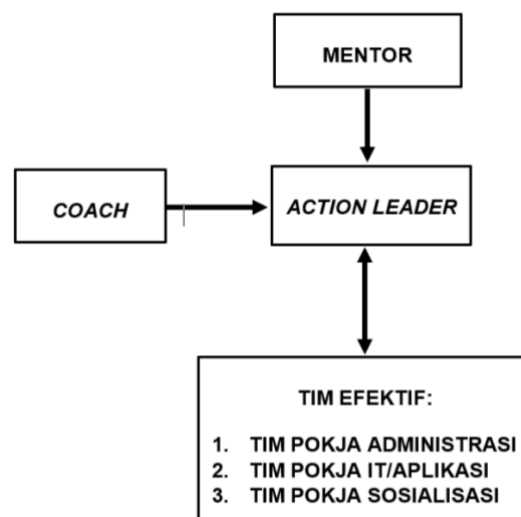 MENTOR
COACH
ACTION LEADER
TIM EFEKTIF:
1. TIM POKJA ADMINISTRASI
2. TIM POKJA IT/APLIKASI
3. TIM POKJA SOSIALISASI